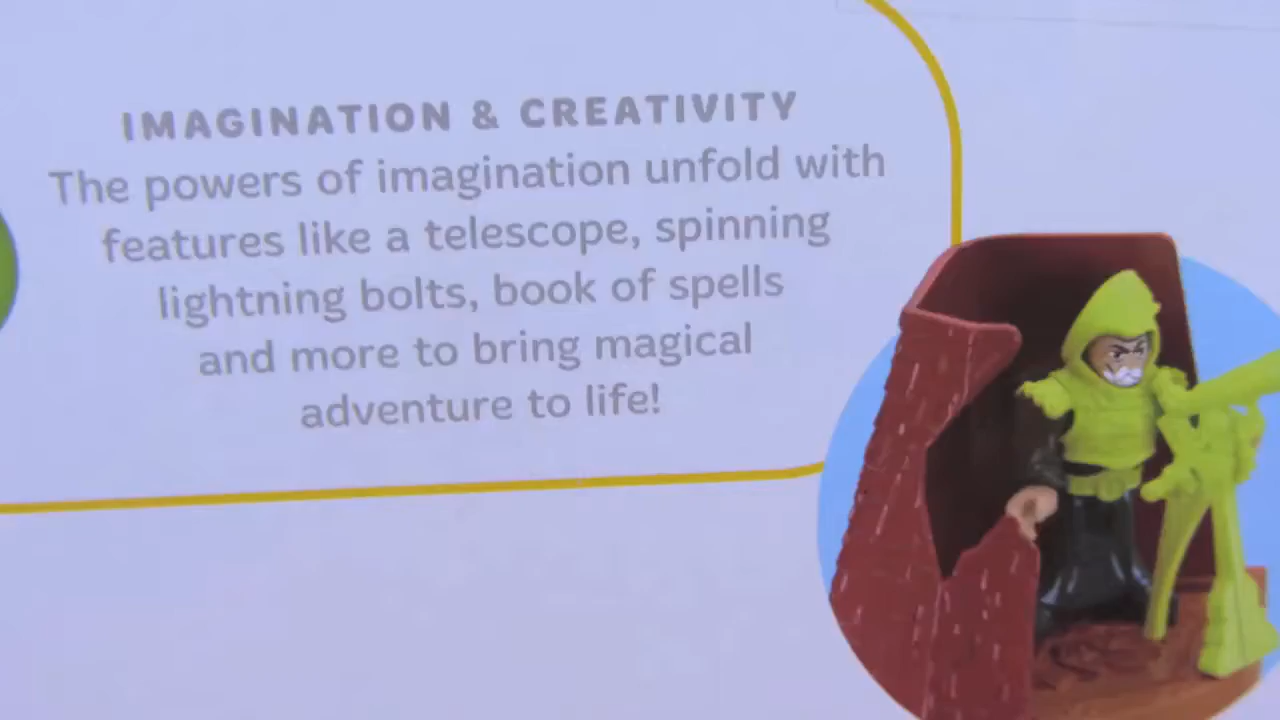 IMAGINATION & CREATIVITY
The powers of imagination unfold with
features like a telescope, spinning
lightning bolts, book of spells
and more to bring magical
adventure to life!